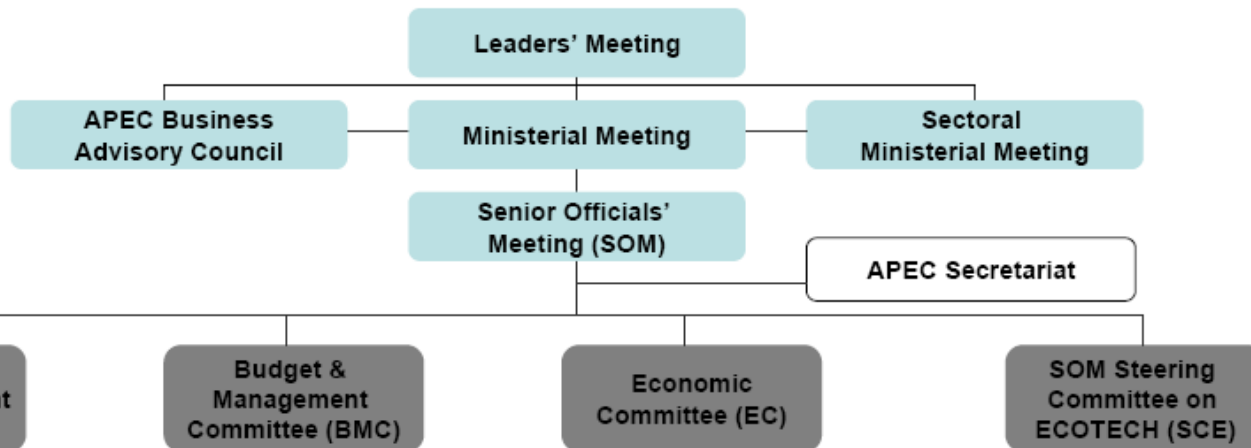 Leaders’ Meeting
APEC Business
Advisory Council
Ministerial Meeting
Sectoral
Ministerial Meeting
Senior Officials’
Meeting (SOM)
APEC Secretariat
Budget &
Management
Committee (BMC)
Economic
Committee (EC)
SOM Steering
Committee on
ECOTECH (SCE)